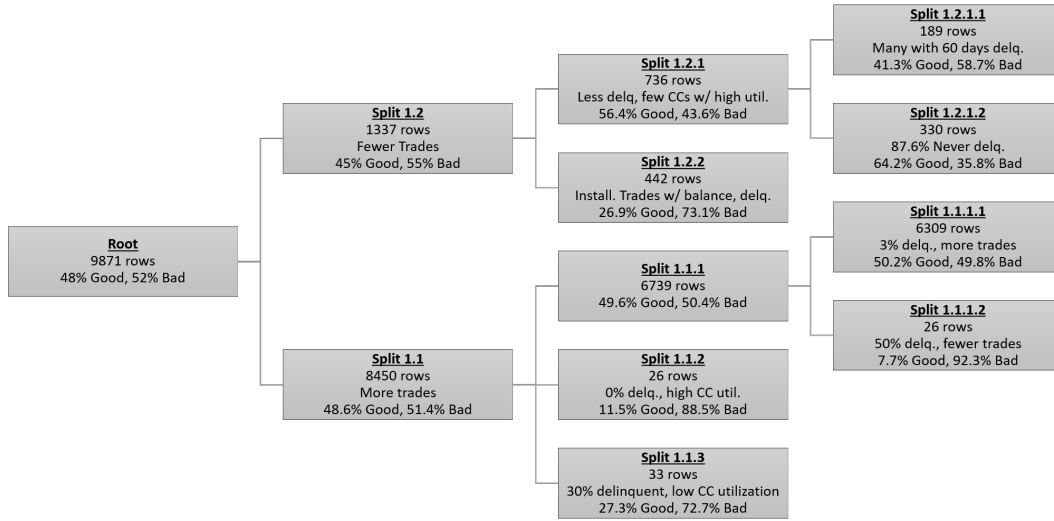 Root
9871 rows
48% Good, 52% Bad
Split 1.2
1337 rows
Fewer Trades
45% Good, 55% Bad
Split 1.1
8450 rows
More trades
48.6% Good, 51.4% Bad
Split 1.2.1
736 rows
Less delq, few CCs w/ high util.
56.4% Good, 43.6% Bad
Split 1.2.2
442 rows
Install. Trades w/ balance, delq.
26.9% Good, 73.1% Bad
Split 1.1.1
6739 rows
49.6% Good, 50.4% Bad
Split 1.1.2
26 rows
0% delq., high CC util.
11.5% Good, 88.5% Bad
Split 1.1.3
33 rows
30% delinquent, low CC utilization
27.3% Good, 72.7% Bad
Split 1.2.1.1
189 rows
Many with 60 days delq.
41.3% Good, 58.7% Bad
Split 1.2.1.2
330 rows
87.6% Never delq.
64.2% Good, 35.8% Bad
Split 1.1.1.1
6309 rows
3% delq., more trades
50.2% Good, 49.8% Bad
Split 1.1.1.2
26 rows
50% delq., fewer trades
7.7% Good, 92.3% Bad